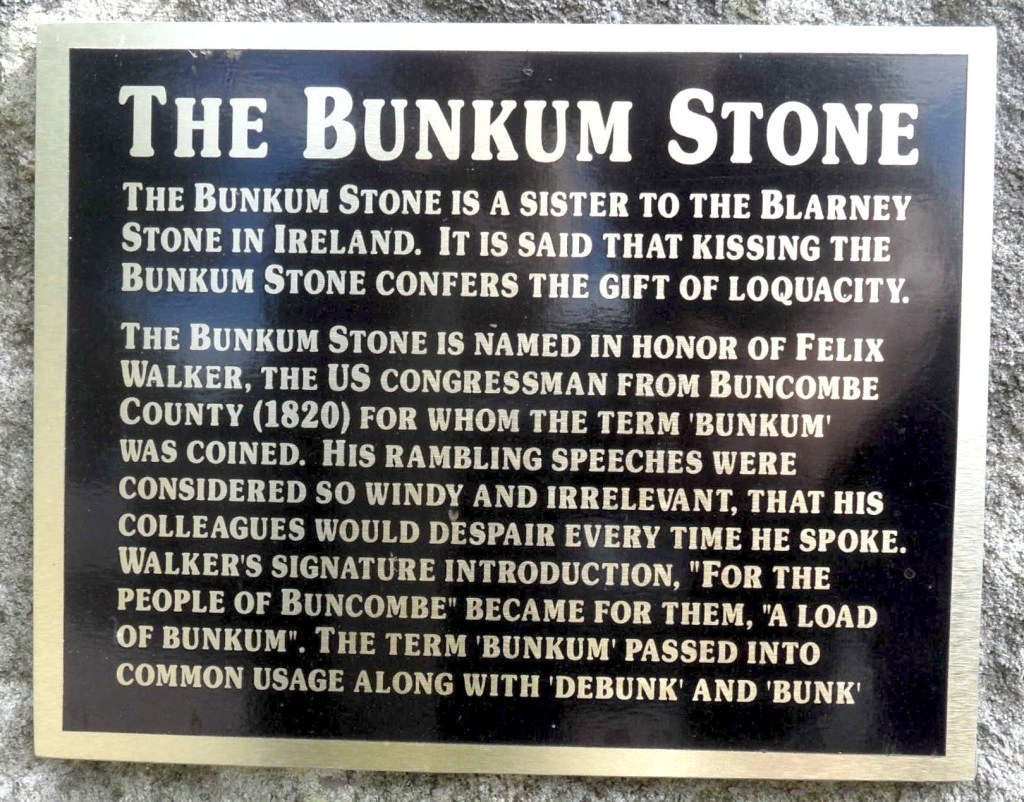 THE BUNKUM STONE
THE BUNKUM STONE IS A SISTER TO THE BLARNEY
STONE IN IRELAND. IT IS SAID THAT KISSING THE
BUNKUM STONE CONFERS THE GIFT OF LOQUACITY.
THE BUNKUM STONE IS NAMED IN HONOR OF FELIX
WALKER, THE US CONGRESSMAN FROM BUNCOMBE
COUNTY (1820) FOR WHOM THE TERM 'BUNKUM'
WAS COINED. HIS RAMBLING SPEECHES WERE
CONSIDERED SO WINDY AND IRRELEVANT, THAT HIS
COLLEAGUES WOULD DESPAIR EVERY TIME HE SPOKE.
WALKER'S SIGNATURE INTRODUCTION, "FOR THE
PEOPLE OF BUNCOMBE" BECAME FOR THEM, "A LOAD
OF BUNKUM". THE TERM 'BUNKUM' PASSED INTO
COMMON USAGE ALONG WITH 'DEBUNK' AND 'BUNK'